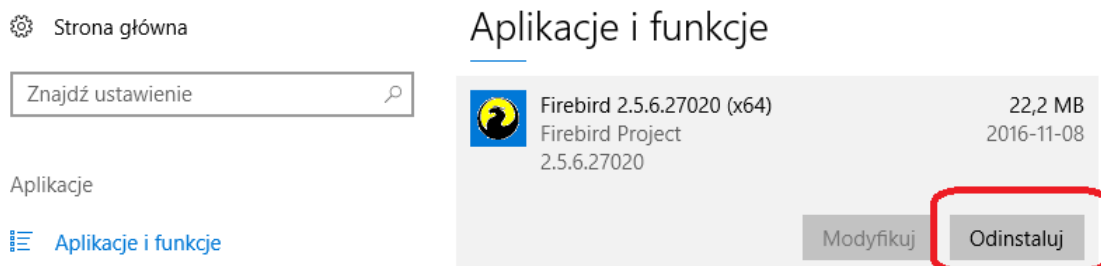 Strona główna
Znajdź ustawienie
Aplikacje
Aplikacje i funkcje
Aplikacje i funkcje
Firebird 2.5.6.27020 (x64) 22,2 MB
Firebird Project 2016-11-08
2.5.6.27020
Modyfikuj Odinstaluj